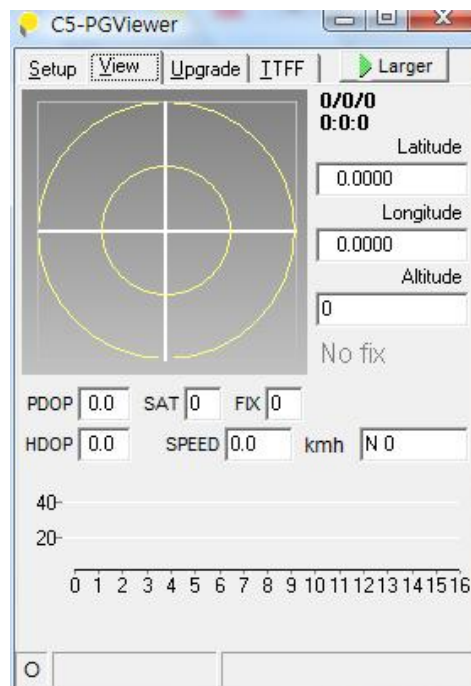 C5-PGViewer
Setup View Upgrade TTFF Larger
0/0/0
0:0:0
Latitude
0.0000
Longitude
0.0000
Altitude
0
No fix
PDOP 0.0 SAT 0 FIX 0
HDOP 0.0 SPEED 0.0 kmh N 0
40
20
0 1 2 3 4 5 6 7 8 9 10 11 12 13 14 15 16
O